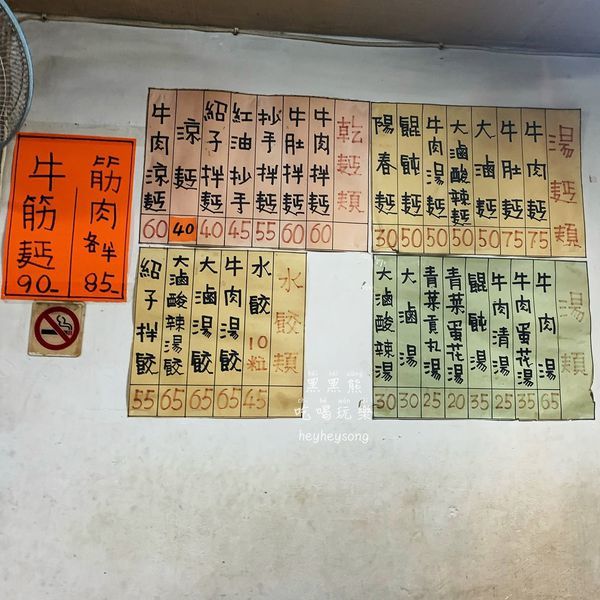 筋肉各半 85.-
牛筋麵 90.-
乾麵類
牛肉拌麵 60
牛肚拌麵 60
抄手拌麵 55
紅油抄手 45
紹子拌麵 40
涼麵 40
牛肉涼麵 60
湯麵類
牛肉麵 75
牛肚麵 75
大滷麵 50
大滷酸辣麵 50
牛肉湯麵 50
餛飩麵 50
陽春麵 30
水餃類
水餃10粒 45
牛肉湯餃 65
大滷湯餃 65
大滷酸辣湯餃 65
紹子拌餃 55
湯類
牛肉湯 65
牛肉蛋花湯 35
牛肉清湯 25
餛飩湯 35
青菜蛋花湯 20
青菜貢丸湯 25
大滷湯 30
大滷酸辣湯 30
黑黑熊
吃喝玩樂
heyheysong